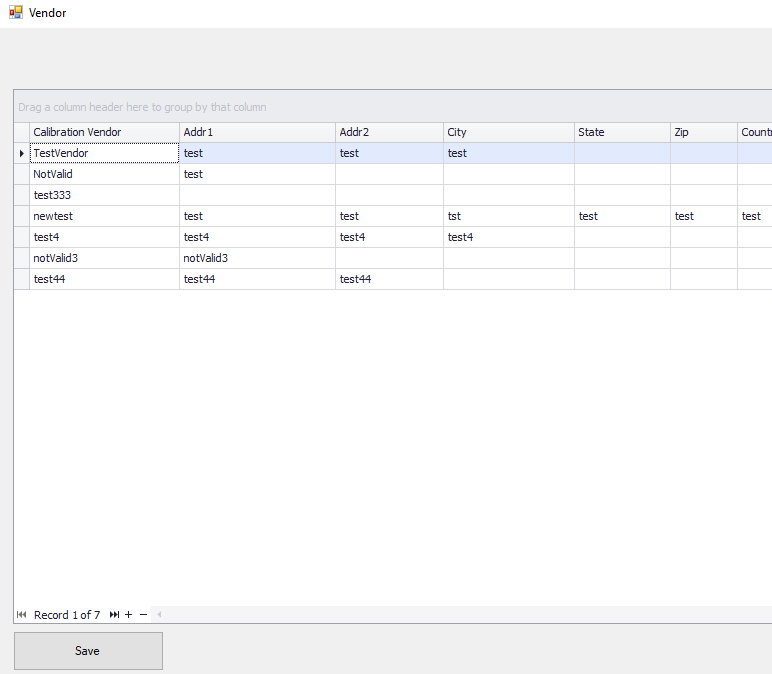 Vendor
Drag a column header here to group by that column
Calibration Vendor Addr1 Addr2 City State Zip Countr
TestVendor test test test
NotValid test
test333
newtest test test tst test test test
test4 test4 test4 test4
notValid3 notValid3
test44 test44 test44
Record 1 of 7
Save